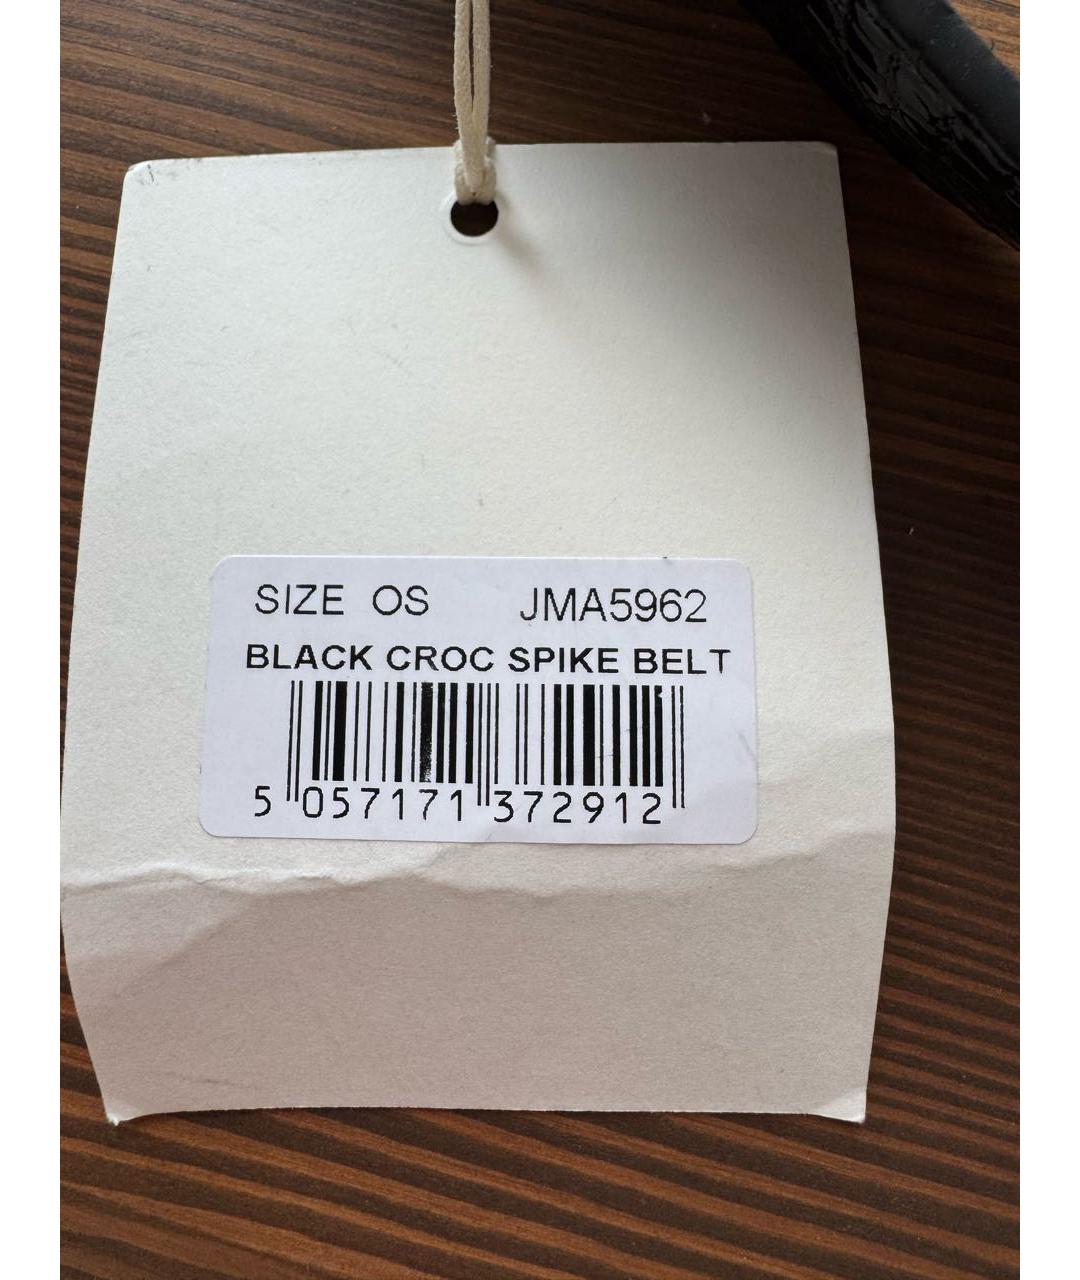 SIZE OS JMA5962
BLACK CROC SPIKE BELT
5 057171 372912